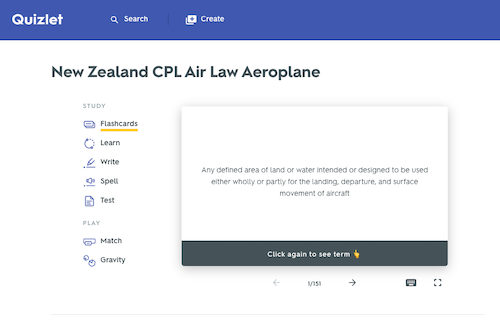 Quizlet
Search
Create
New Zealand CPL Air Law Aeroplane
STUDY
Flashcards
Learn
Write
Spell
Test
PLAY
Match
Gravity
Any defined area of land or water intended or designed to be used
either wholly or partly for the landing, departure, and surface
movement of aircraft
Click again to see term 👆
1/151